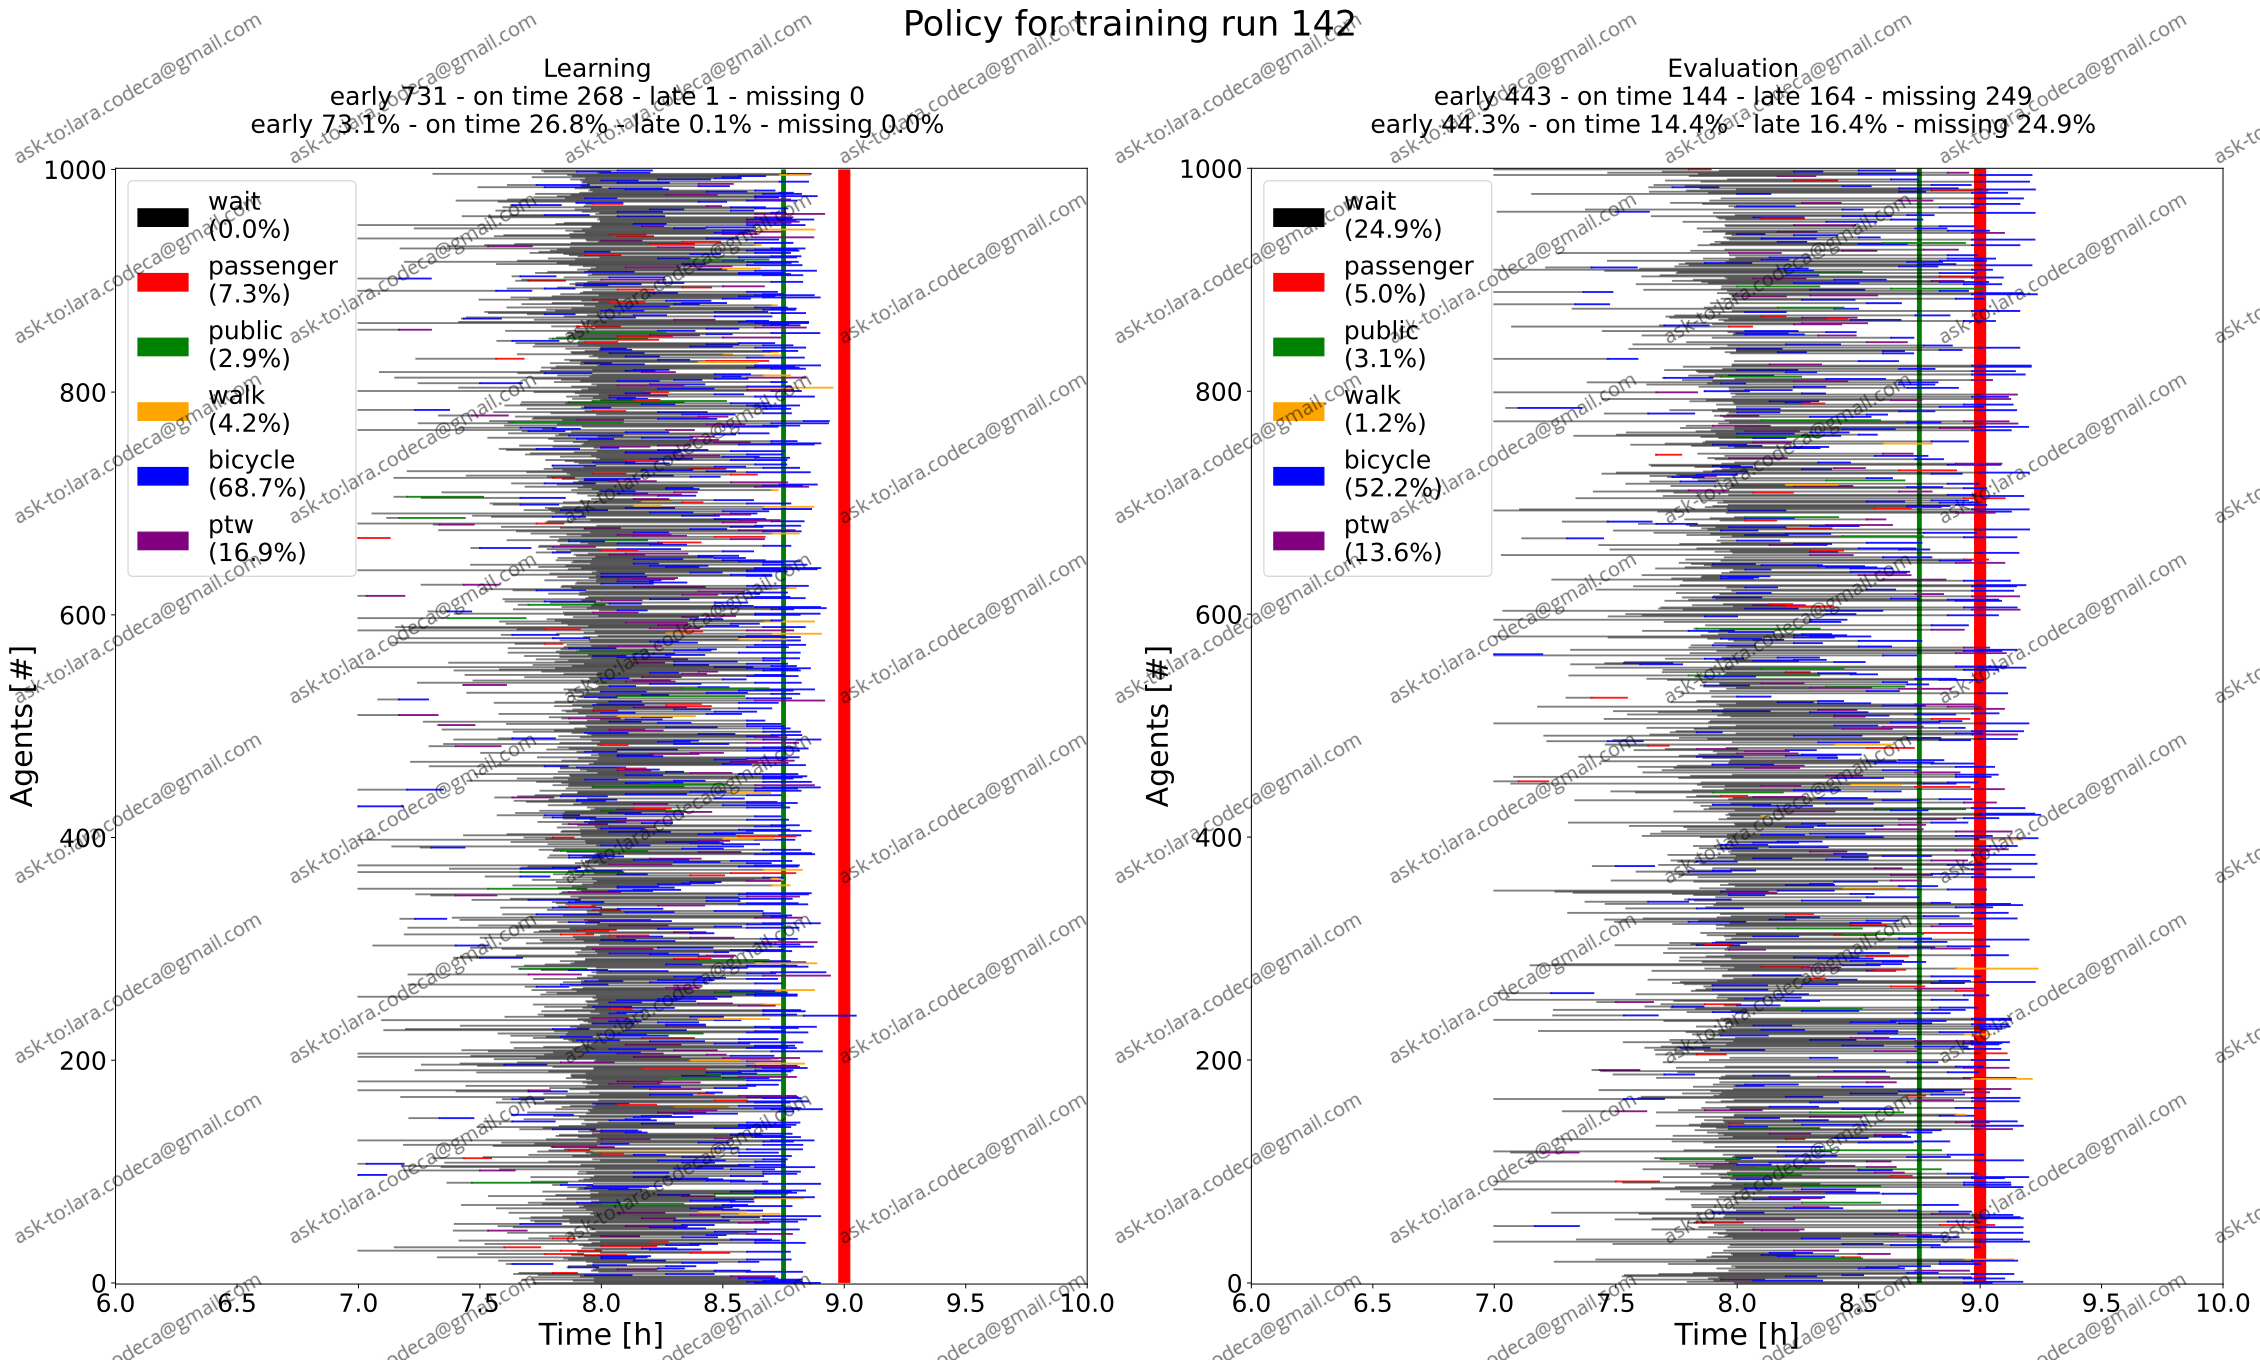 Policy for training run 142
Learning
early 731 - on time 268 - late 1 - missing 0
early 73.1% - on time 26.8% - late 0.1% - missing 0.0%
Evaluation
early 443 - on time 144 - late 164 - missing 249
early 44.3% - on time 14.4% - late 16.4% - missing 24.9%
Agents [#]
1000
800
600
400
200
0
wait
(0.0%)
passenger
(7.3%)
public
(2.9%)
walk
(4.2%)
bicycle
(68.7%)
ptw
(16.9%)
6.0 6.5 7.0 7.5 8.0 8.5 9.0 9.5 10.0
Time [h]
Agents [#]
1000
800
600
400
200
0
wait
(24.9%)
passenger
(5.0%)
public
(3.1%)
walk
(1.2%)
bicycle
(52.2%)
ptw
(13.6%)
6.0 6.5 7.0 7.5 8.0 8.5 9.0 9.5 10.0
Time [h]
ask-to:lara.codeca@gmail.com